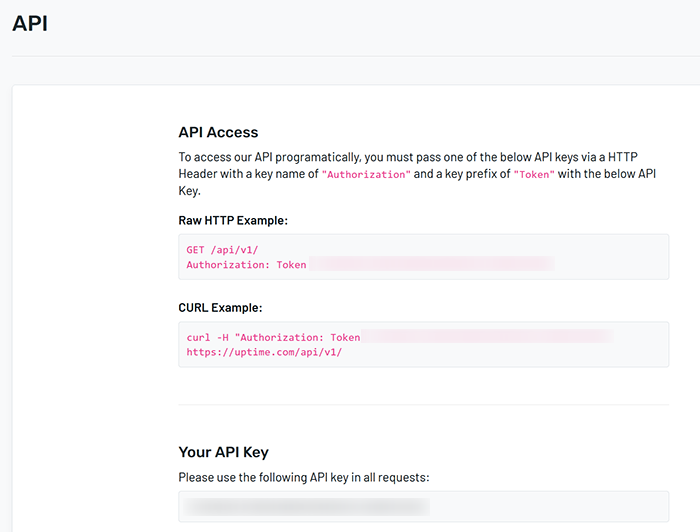 API
API Access
To access our API programatically, you must pass one of the below API keys via a HTTP
Header with a key name of "Authorization" and a key prefix of "Token" with the below API
Key.
Raw HTTP Example:
GET /api/v1/
Authorization: Token
CURL Example:
curl -H "Authorization: Token
https://uptime.com/api/v1/
Your API Key
Please use the following API key in all requests: